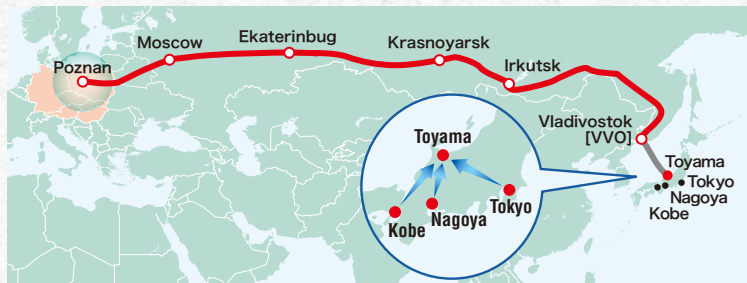 Poznan
Moscow
Ekaterinbug
Krasnoyarsk
Irkutsk
Vladivostok
[VVO]
Toyama
Tokyo
Nagoya
Kobe
Toyama
Kobe
Nagoya
Tokyo